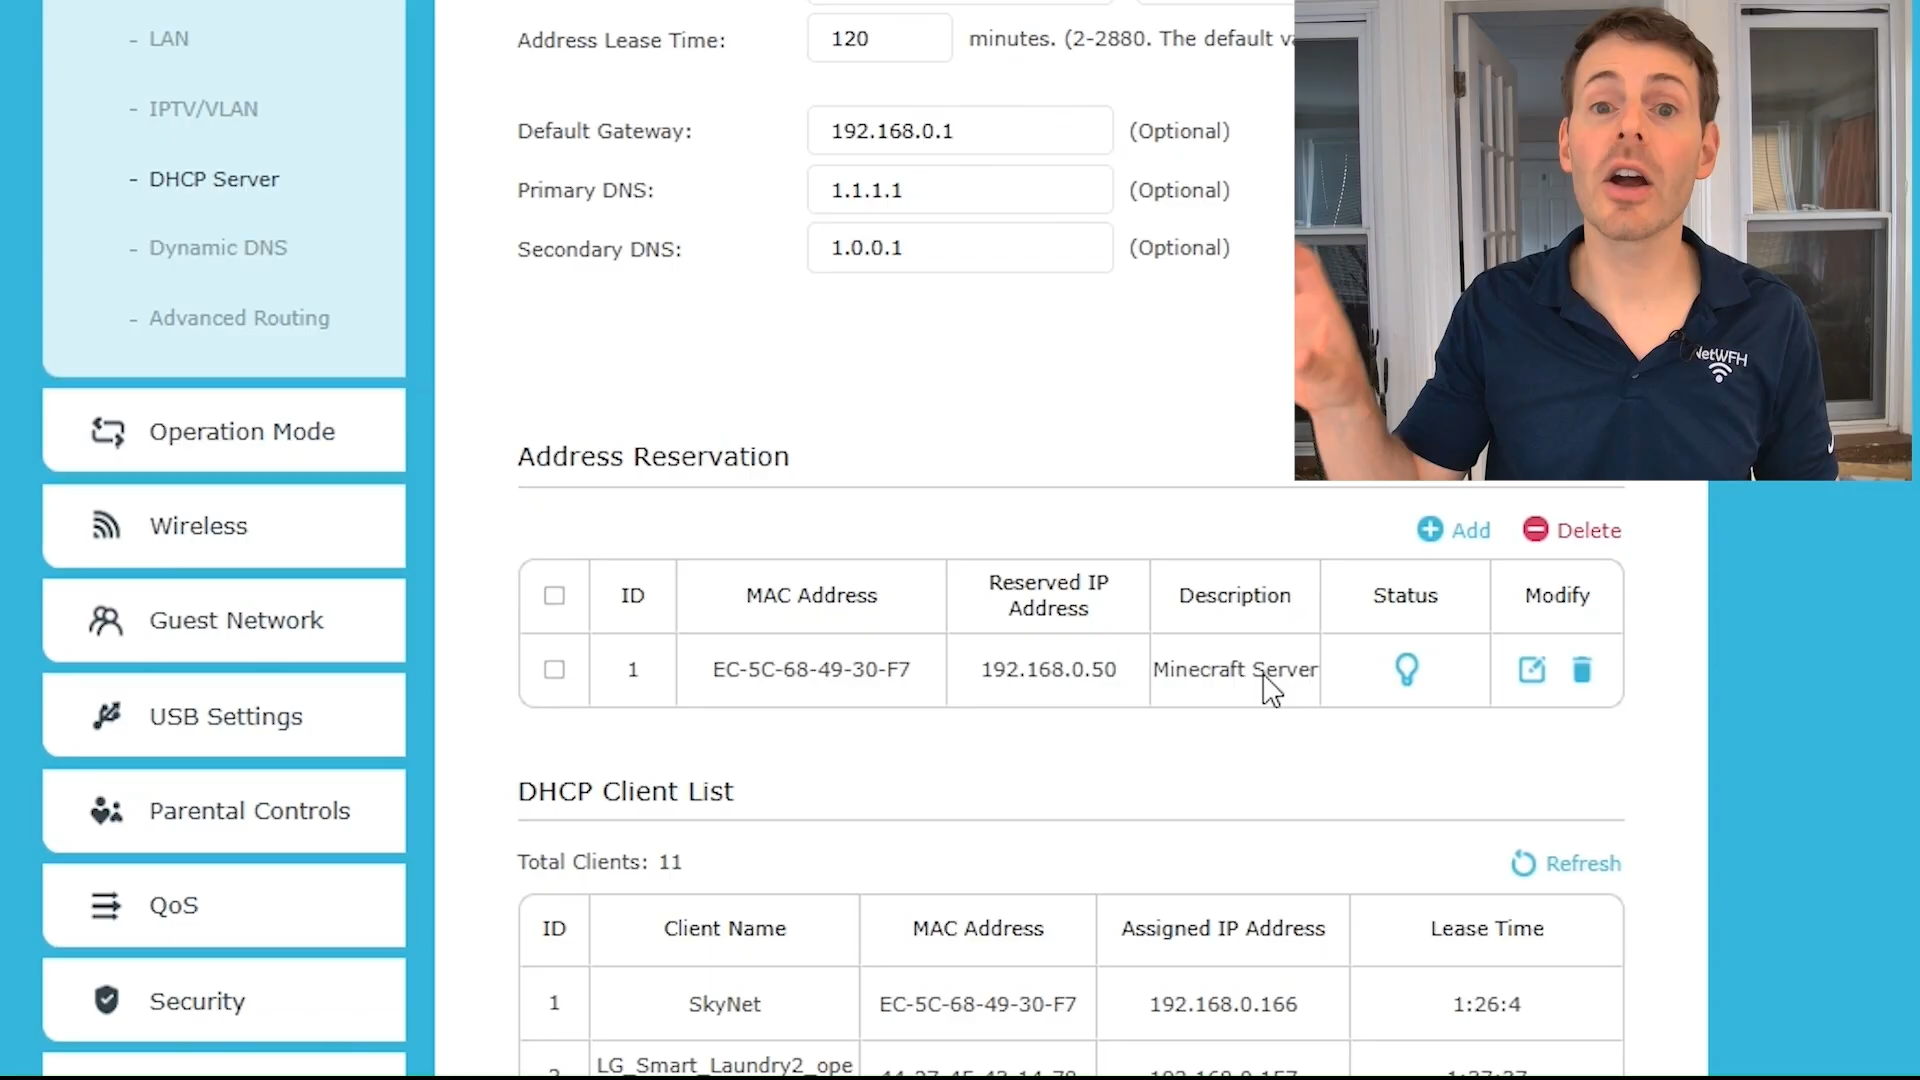 - LAN
- IPTV/VLAN
- DHCP Server
- Dynamic DNS
- Advanced Routing
Operation Mode
Wireless
Guest Network
USB Settings
Parental Controls
QoS
Security
Address Lease Time: 120 minutes. (2-2880. The default
Default Gateway: 192.168.0.1 (Optional)
Primary DNS: 1.1.1.1 (Optional)
Secondary DNS: 1.0.0.1 (Optional)
Address Reservation
Add Delete
ID MAC Address Reserved IP Address Description Status Modify
1 EC-5C-68-49-30-F7 192.168.0.50 Minecraft Server
DHCP Client List
Total Clients: 11 Refresh
ID Client Name MAC Address Assigned IP Address Lease Time
1 SkyNet EC-5C-68-49-30-F7 192.168.0.166 1:26:4
LG_Smart_Laundry2_ope
NetWFH